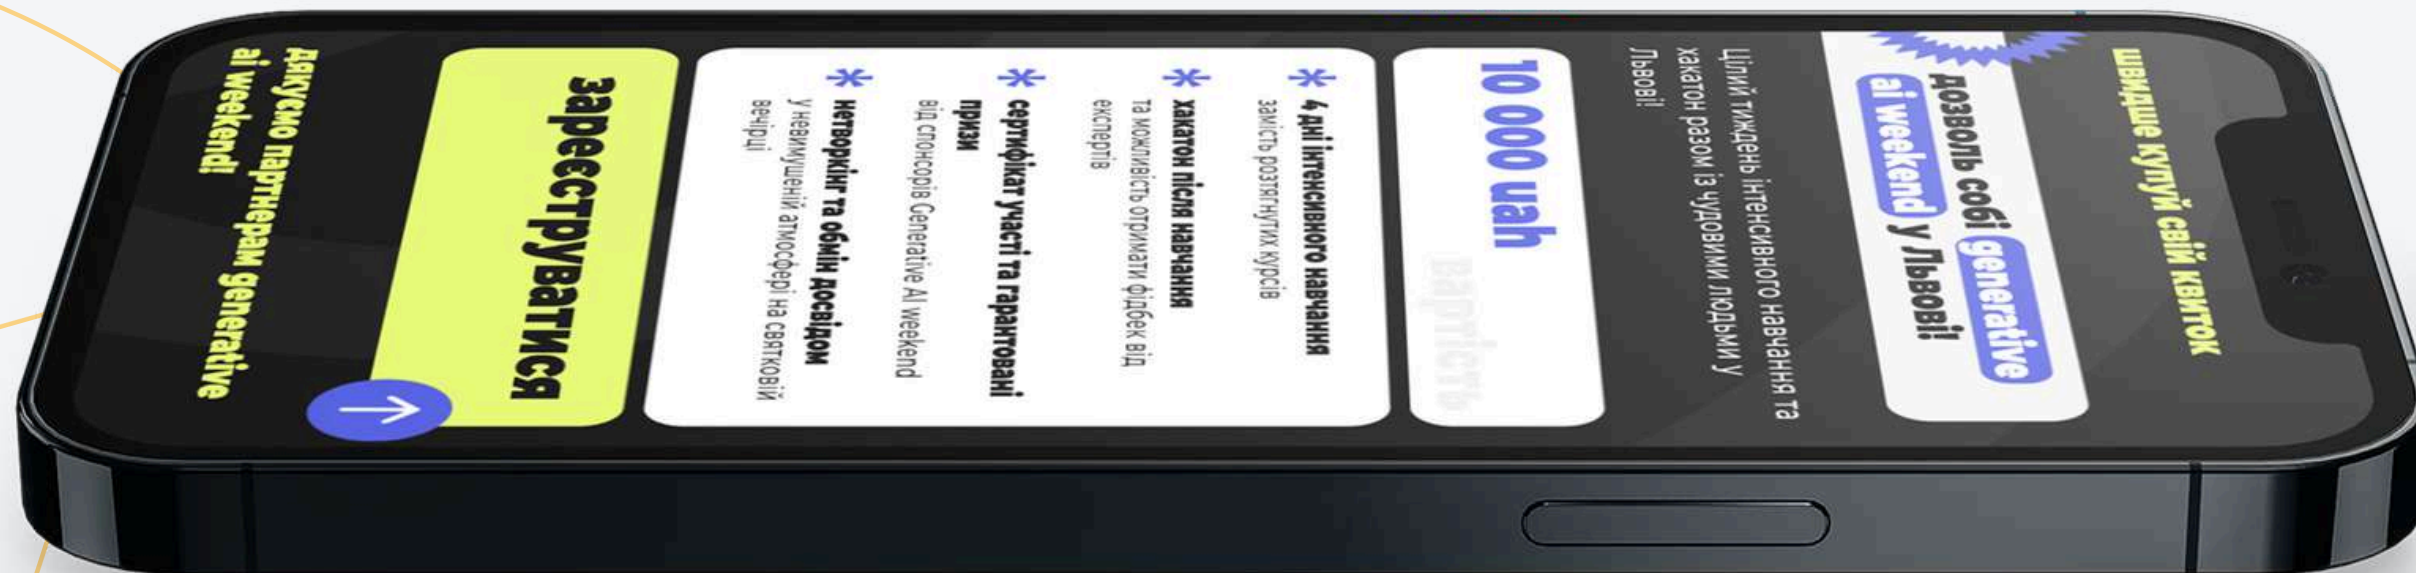 швидше купуй свій квиток
дозволь собі generative
ai weekend у Львові!
Цілий тиждень інтенсивного навчання та
хакатон разом із чудовими людьми у
Львові!
вартість
10 000 uah
4 дні інтенсивного навчання
замість розтягнутих курсів
хакатон після навчання
та можливість отримати фідбек від
експертів
сертифікат участі та гарантовані
призи
від спонсорів Generative AI weekend
нетворкінг та обмін досвідом
у невимушеній атмосфері на святковій
вечірці
зареєструватися
дякуємо партнерам generative
ai weekend!